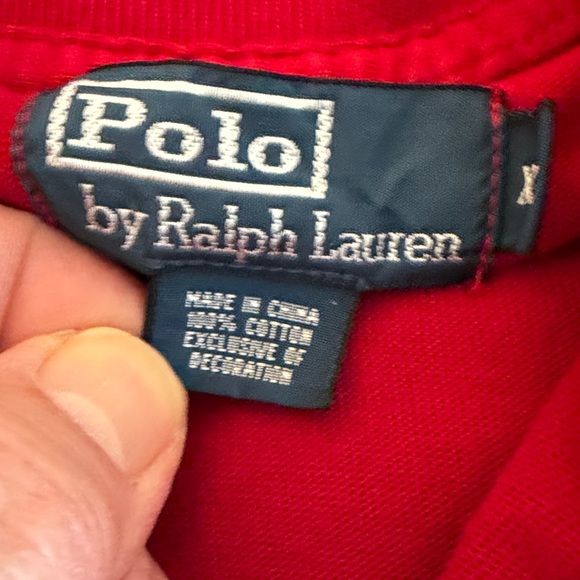 Polo
by Ralph Lauren
X
MADE IN CHINA
100% COTTON
EXCLUSIVE OF
DECORATION